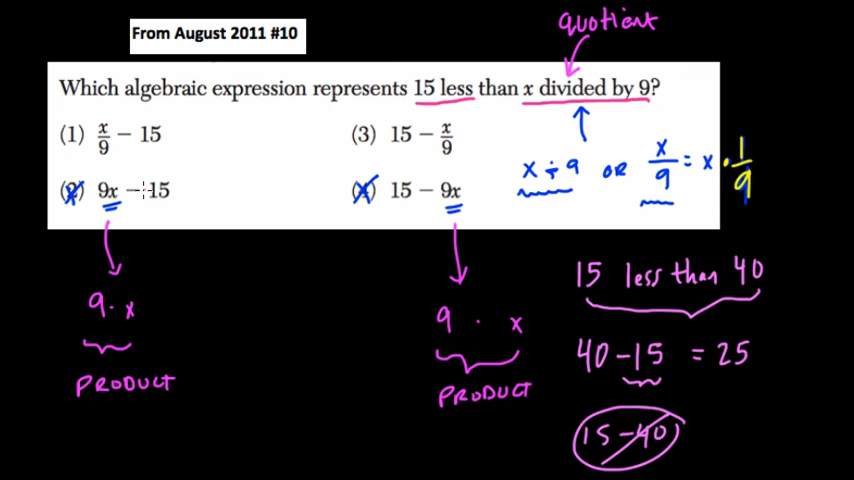 From August 2011 #10
quotient
Which algebraic expression represents 15 less than x divided by 9?
(1) x/9 − 15
(3) 15 − x/9
x ÷ 9 OR x/9 = x · 1/9
(2) 9x − 15
(4) 15 − 9x
15 less than 40
9 · x
9 · x
40 − 15 = 25
PRODUCT
PRODUCT
15 − 40